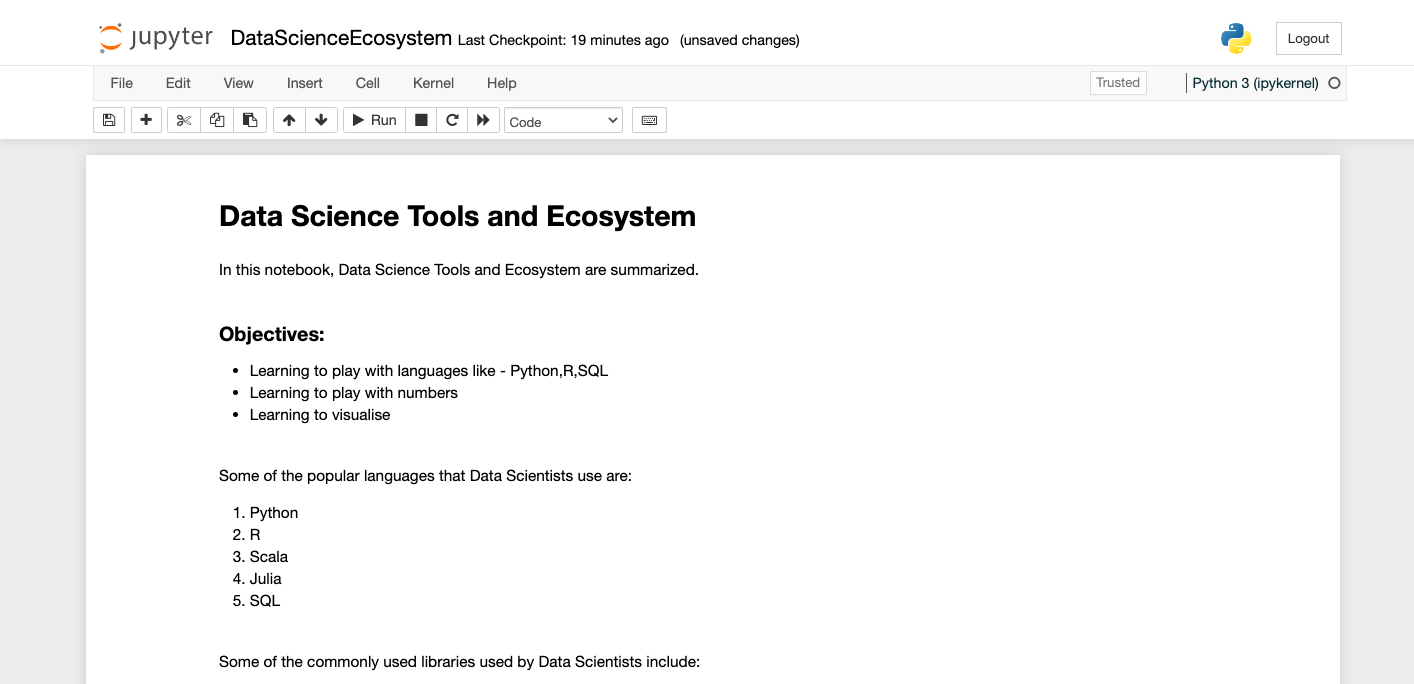 jupyter DataScienceEcosystem Last Checkpoint: 19 minutes ago (unsaved changes) Logout
File Edit View Insert Cell Kernel Help Trusted Python 3 (ipykernel)
Run Code
Data Science Tools and Ecosystem
In this notebook, Data Science Tools and Ecosystem are summarized.
Objectives:
• Learning to play with languages like - Python,R,SQL
• Learning to play with numbers
• Learning to visualise
Some of the popular languages that Data Scientists use are:
1. Python
2. R
3. Scala
4. Julia
5. SQL
Some of the commonly used libraries used by Data Scientists include: